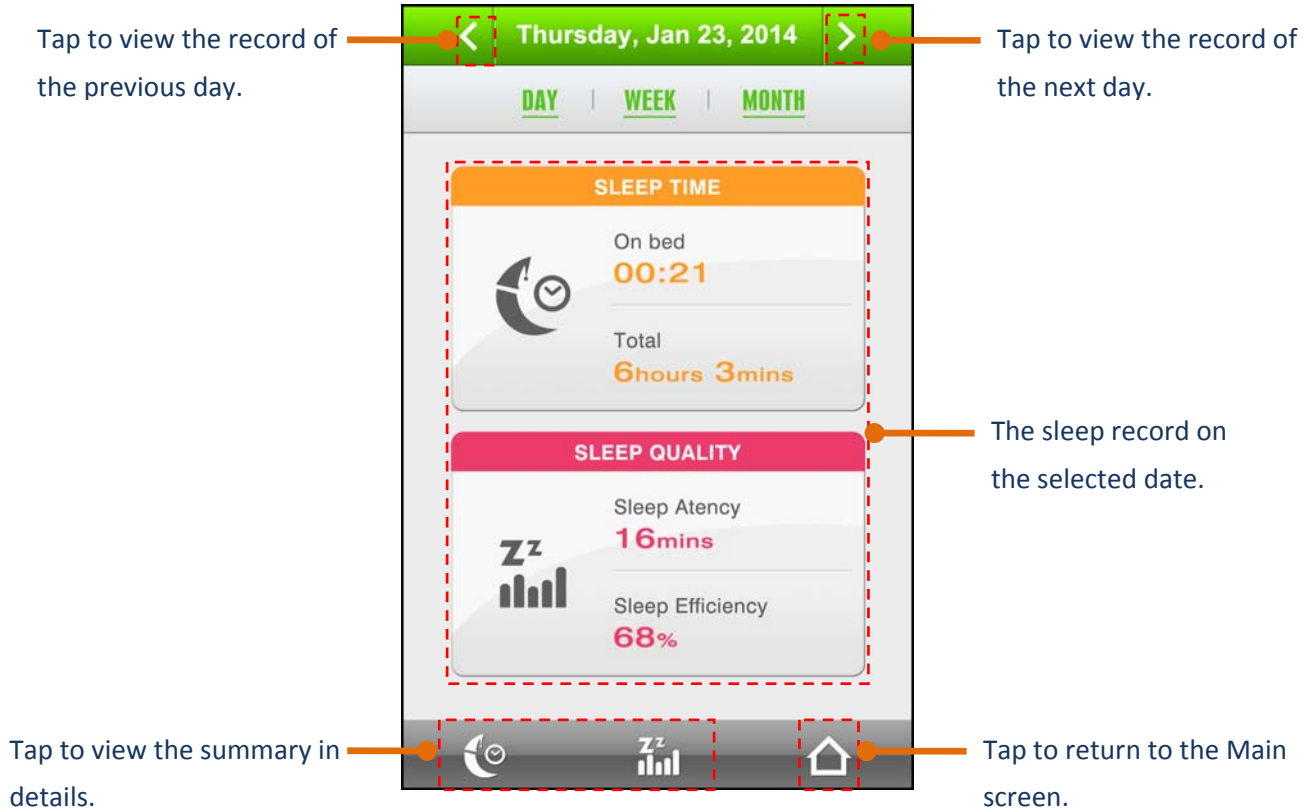 Tap to view the record of
the previous day.
Thursday, Jan 23, 2014
Tap to view the record of
the next day.
DAY | WEEK | MONTH
SLEEP TIME
On bed
00:21
Total
6hours 3mins
The sleep record on
the selected date.
SLEEP QUALITY
Sleep Atency
16mins
Zz
Sleep Efficiency
68%
Tap to view the summary in
details.
Zz
Tap to return to the Main
screen.